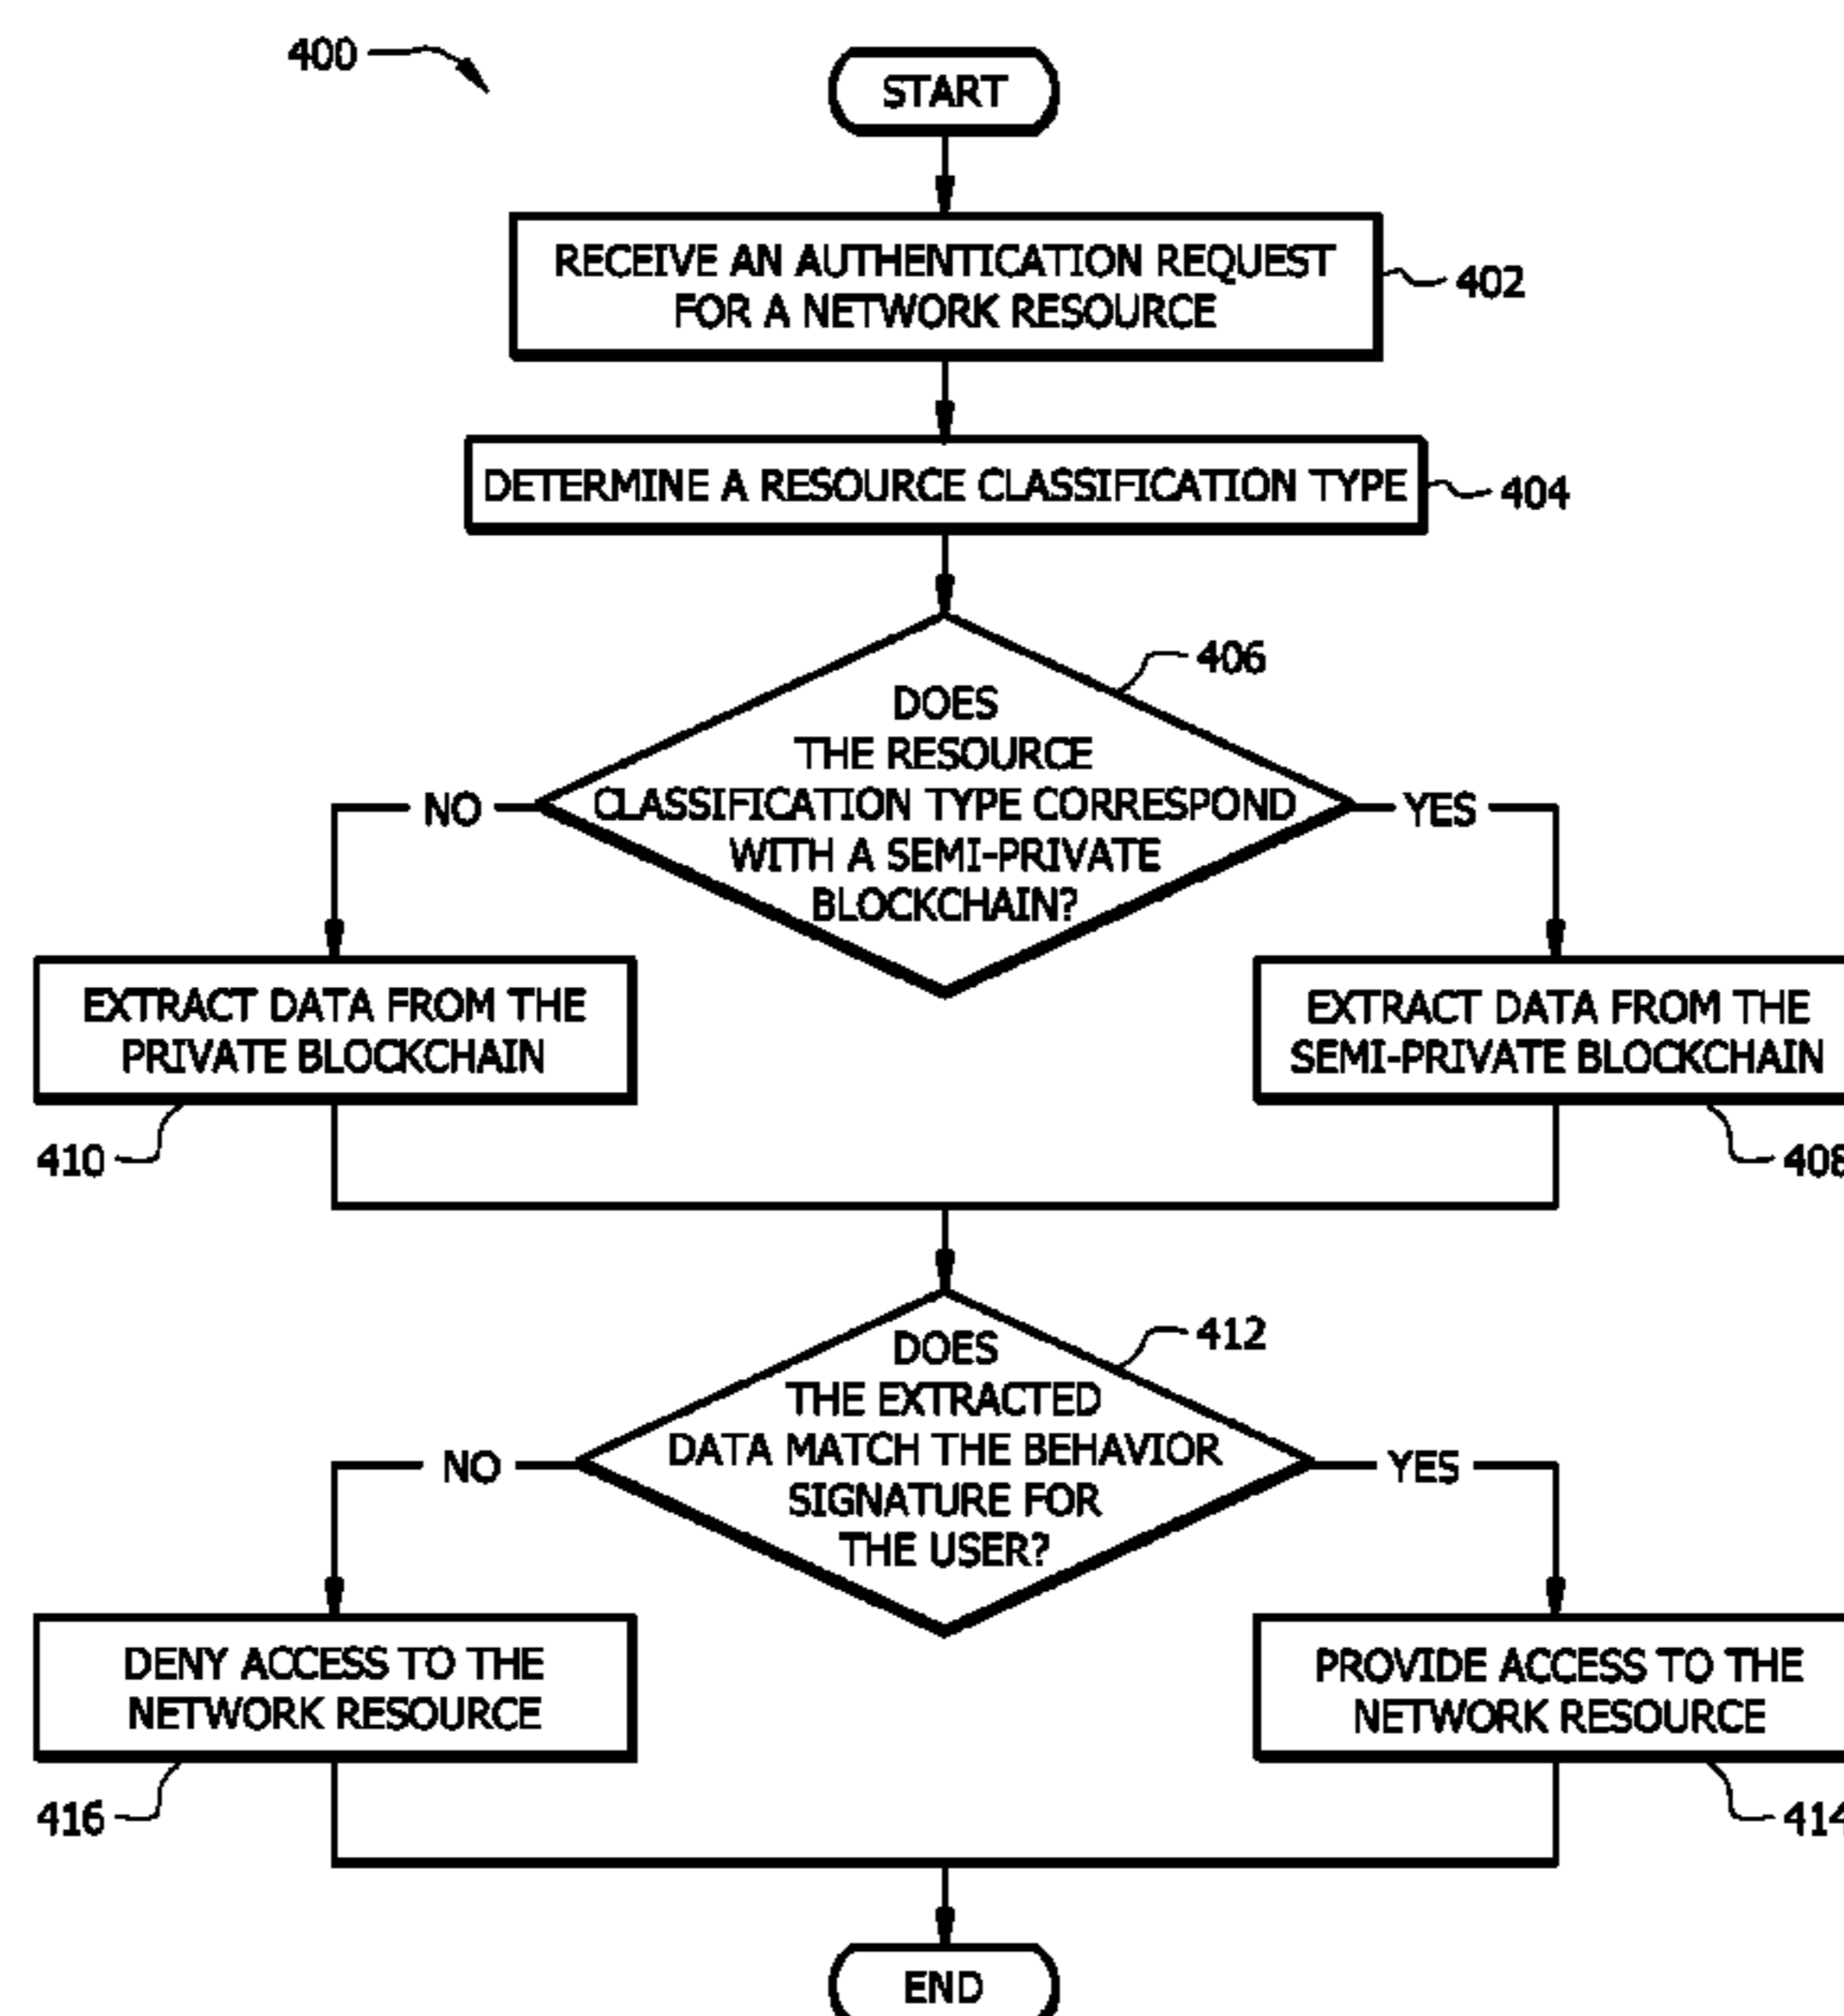 400
START
RECEIVE AN AUTHENTICATION REQUEST
FOR A NETWORK RESOURCE
402
DETERMINE A RESOURCE CLASSIFICATION TYPE
404
406
DOES
THE RESOURCE
CLASSIFICATION TYPE CORRESPOND
WITH A SEMI-PRIVATE
BLOCKCHAIN?
NO
YES
EXTRACT DATA FROM THE
PRIVATE BLOCKCHAIN
410
EXTRACT DATA FROM THE
SEMI-PRIVATE BLOCKCHAIN
408
412
DOES
THE EXTRACTED
DATA MATCH THE BEHAVIOR
SIGNATURE FOR
THE USER?
NO
YES
DENY ACCESS TO THE
NETWORK RESOURCE
416
PROVIDE ACCESS TO THE
NETWORK RESOURCE
414
END